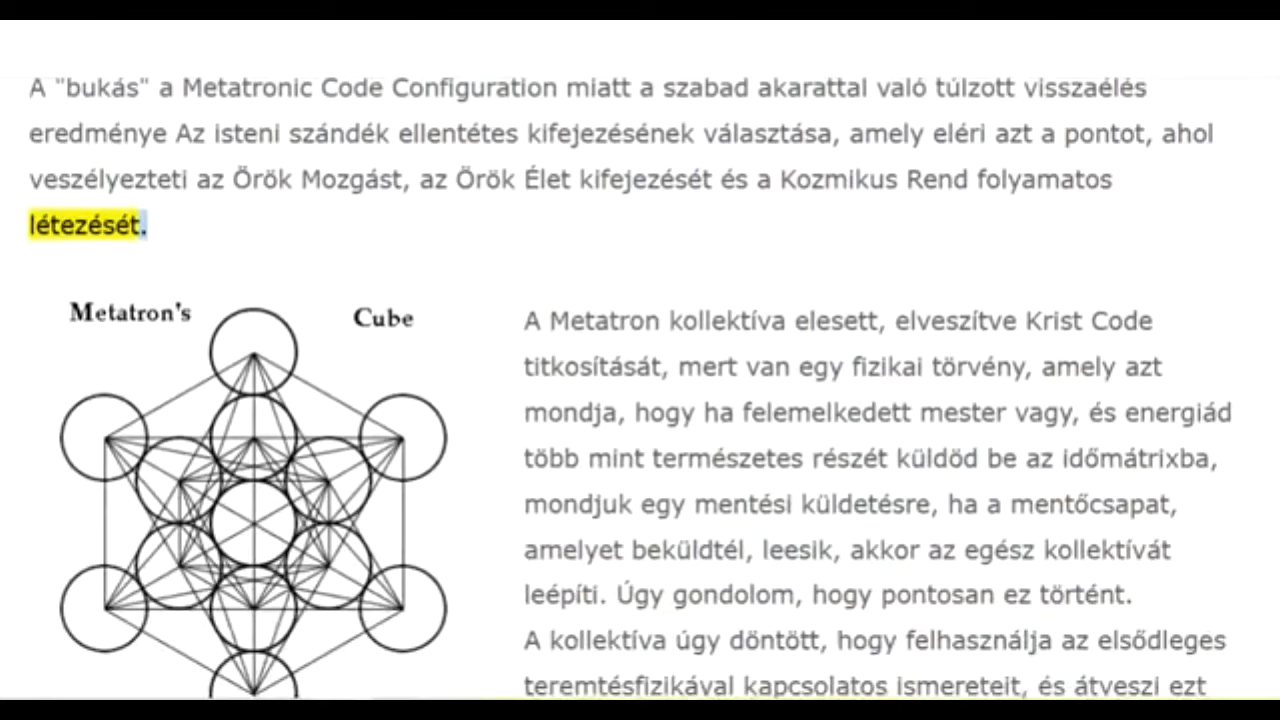 A "bukás" a Metatronic Code Configuration miatt a szabad akarattal való túlzott visszaélés
eredménye Az isteni szándék ellentétes kifejezésének választása, amely eléri azt a pontot, ahol
veszélyezteti az Örök Mozgást, az Örök Élet kifejezését és a Kozmikus Rend folyamatos
létezését.
Metatron's Cube
A Metatron kollektíva elesett, elveszítve Krist Code
titkosítását, mert van egy fizikai törvény, amely azt
mondja, hogy ha felemelkedett mester vagy, és energiád
több mint természetes részét küldöd be az időmátrixba,
mondjuk egy mentési küldetésre, ha a mentőcsapat,
amelyet beküldtél, leesik, akkor az egész kollektívát
leépíti. Úgy gondolom, hogy pontosan ez történt.
A kollektíva úgy döntött, hogy felhasználja az elsődleges
teremtésfizikával kapcsolatos ismereteit, és átveszi ezt